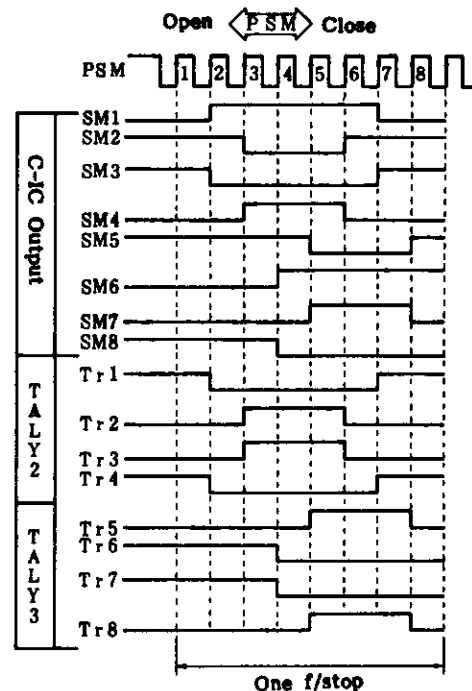 Open PSM Close
PSM 1 2 3 4 5 6 7 8
C-IC Output
SM1
SM2
SM3
SM4
SM5
SM6
SM7
SM8
TALY2
Tr1
Tr2
Tr3
Tr4
TALY3
Tr5
Tr6
Tr7
Tr8
One f/stop